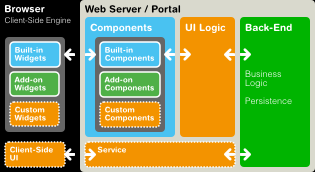 Browser
Client-Side Engine
Built-in
Widgets
Add-on
Widgets
Custom
Widgets
Client-Side
UI
Web Server / Portal
Components
Built-in
Components
Add-on
Components
Custom
Components
Service
UI Logic
Back-End
Business
Logic
Persistence